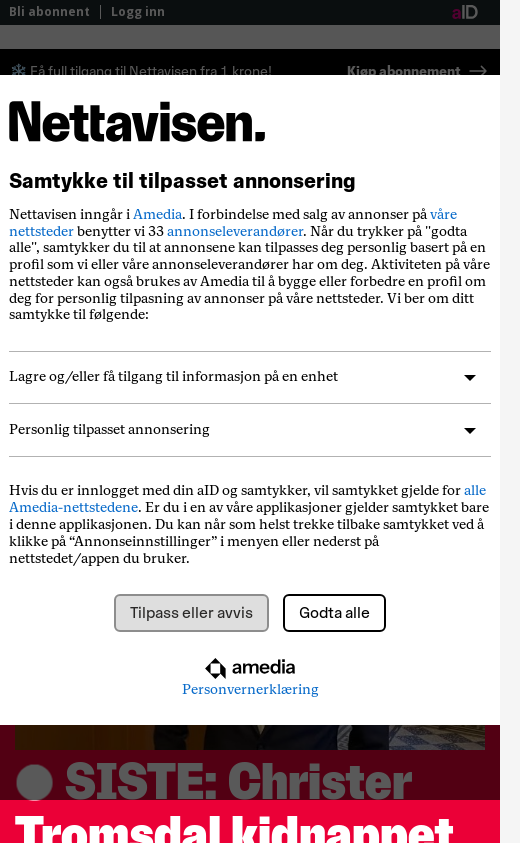 Bli abonnent | Logg inn
aID
Få full tilgang til Nettavisen fra 1 krone!
Kjøp abonnement
Nettavisen.
Samtykke til tilpasset annonsering
Nettavisen inngår i Amedia. I forbindelse med salg av annonser på våre
nettsteder benytter vi 33 annonseleverandører. Når du trykker på "godta
alle", samtykker du til at annonsene kan tilpasses deg personlig basert på en
profil som vi eller våre annonseleverandører har om deg. Aktiviteten på våre
nettsteder kan også brukes av Amedia til å bygge eller forbedre en profil om
deg for personlig tilpasning av annonser på våre nettsteder. Vi ber om ditt
samtykke til følgende:
Lagre og/eller få tilgang til informasjon på en enhet
Personlig tilpasset annonsering
Hvis du er innlogget med din aID og samtykker, vil samtykket gjelde for alle
Amedia-nettstedene. Er du i en av våre applikasjoner gjelder samtykket bare
i denne applikasjonen. Du kan når som helst trekke tilbake samtykket ved å
klikke på “Annonseinnstillinger” i menyen eller nederst på
nettstedet/appen du bruker.
Tilpass eller avvis
Godta alle
amedia
Personvernerklæring
SISTE: Christer
Tromsdal kidnappet